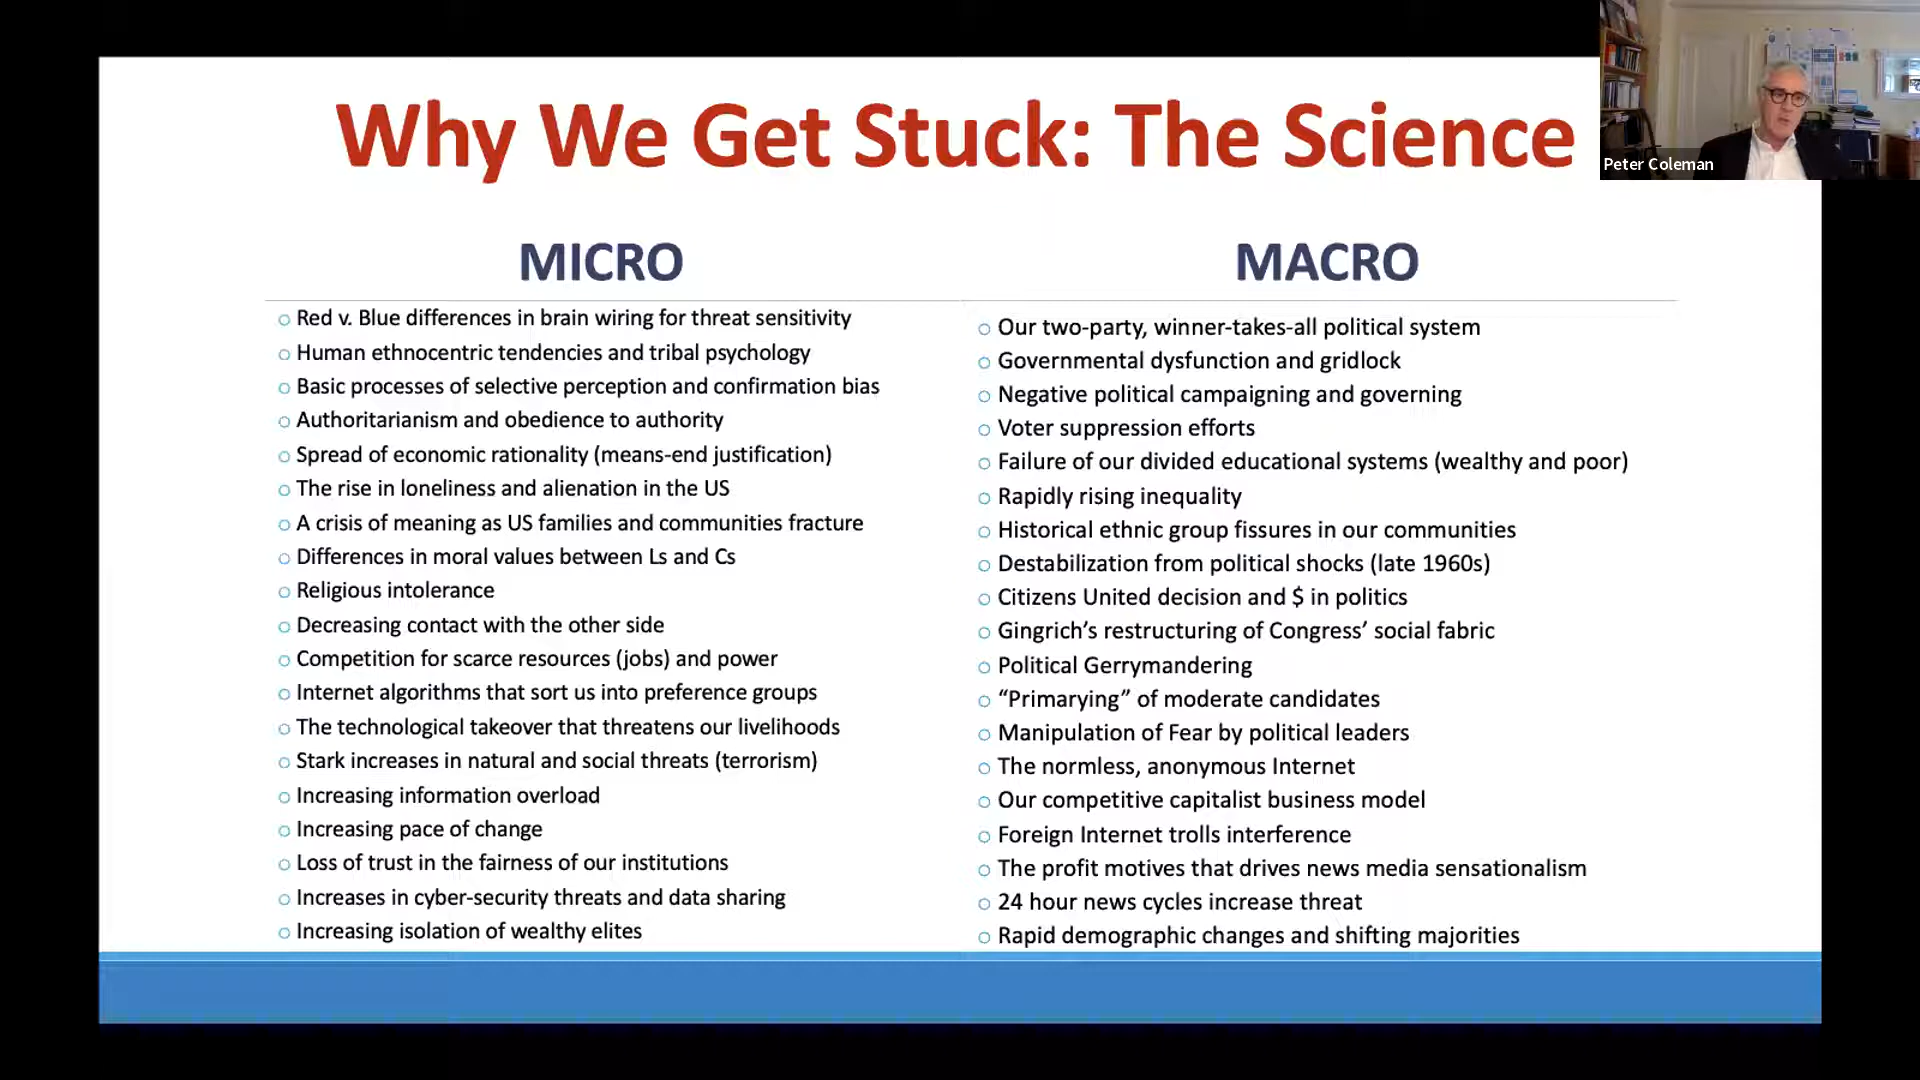 Why We Get Stuck: The Science
Peter Coleman
MICRO
Red v. Blue differences in brain wiring for threat sensitivity
Human ethnocentric tendencies and tribal psychology
Basic processes of selective perception and confirmation bias
Authoritarianism and obedience to authority
Spread of economic rationality (means-end justification)
The rise in loneliness and alienation in the US
A crisis of meaning as US families and communities fracture
Differences in moral values between Ls and Cs
Religious intolerance
Decreasing contact with the other side
Competition for scarce resources (jobs) and power
Internet algorithms that sort us into preference groups
The technological takeover that threatens our livelihoods
Stark increases in natural and social threats (terrorism)
Increasing information overload
Increasing pace of change
Loss of trust in the fairness of our institutions
Increases in cyber-security threats and data sharing
Increasing isolation of wealthy elites
MACRO
Our two-party, winner-takes-all political system
Governmental dysfunction and gridlock
Negative political campaigning and governing
Voter suppression efforts
Failure of our divided educational systems (wealthy and poor)
Rapidly rising inequality
Historical ethnic group fissures in our communities
Destabilization from political shocks (late 1960s)
Citizens United decision and $ in politics
Gingrich’s restructuring of Congress’ social fabric
Political Gerrymandering
“Primarying” of moderate candidates
Manipulation of Fear by political leaders
The normless, anonymous Internet
Our competitive capitalist business model
Foreign Internet trolls interference
The profit motives that drives news media sensationalism
24 hour news cycles increase threat
Rapid demographic changes and shifting majorities